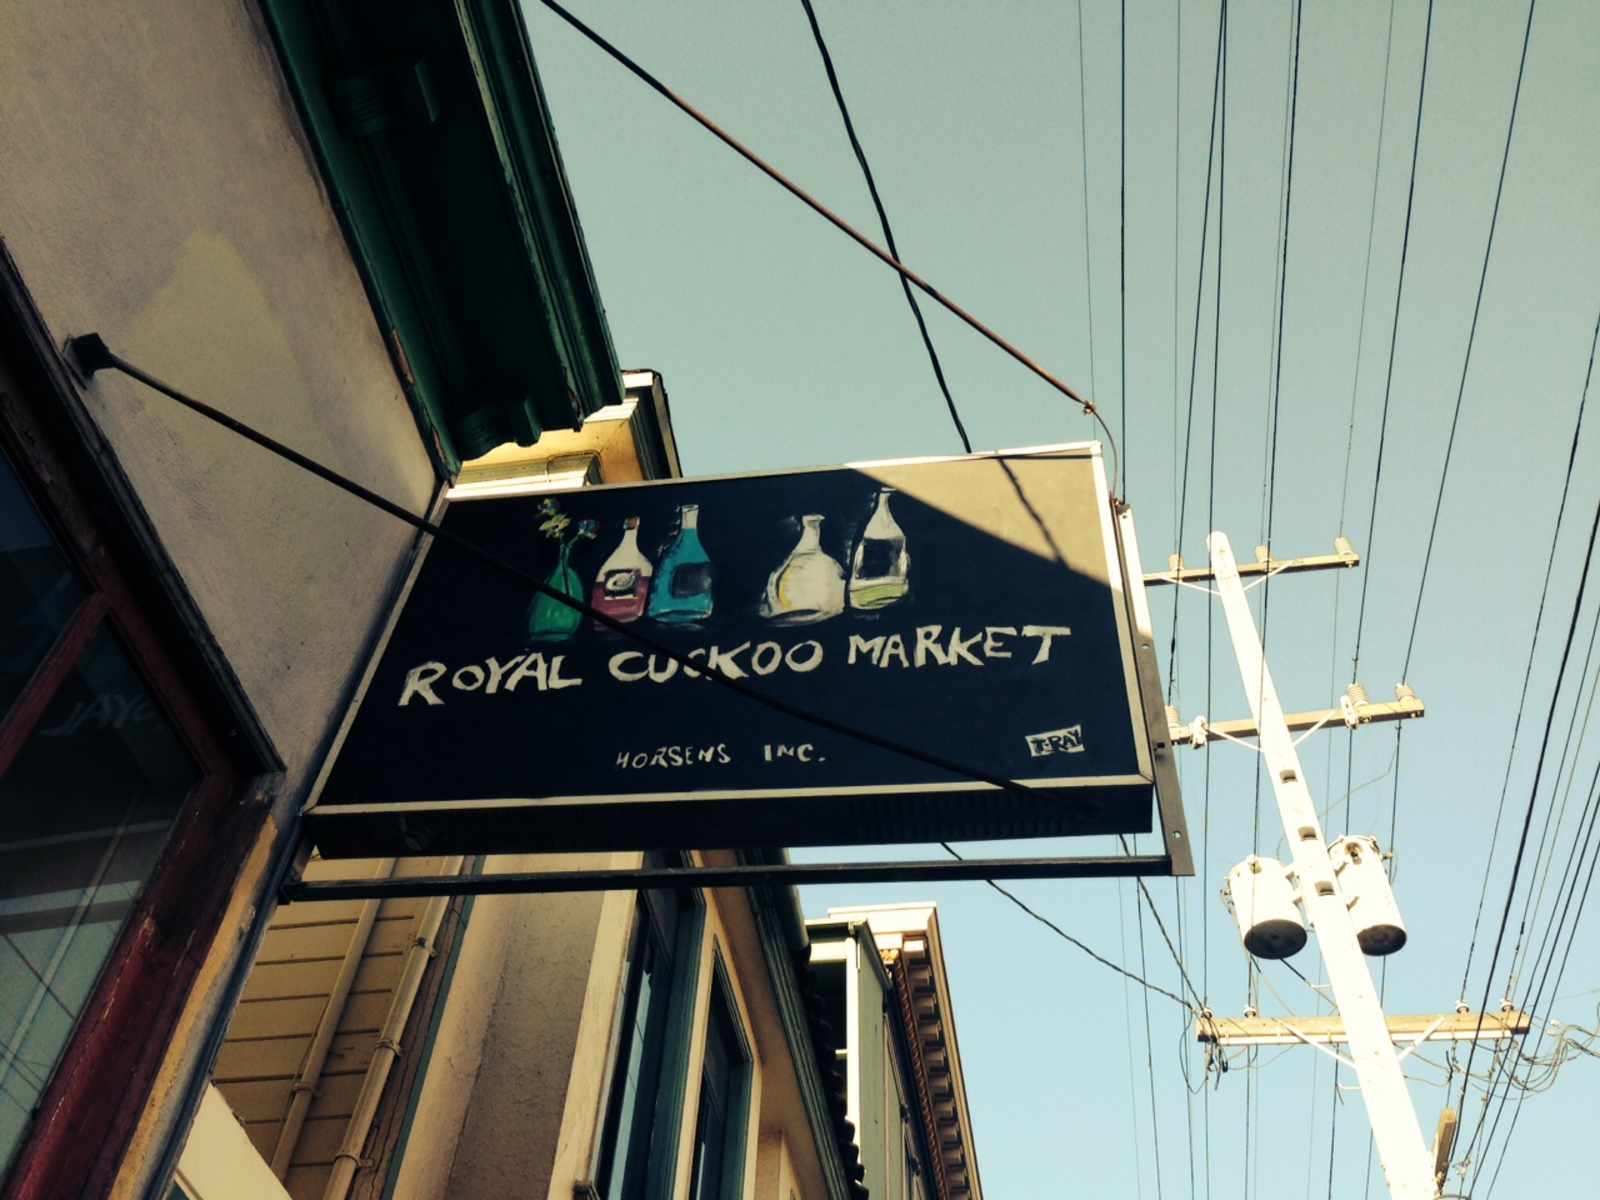 ROYAL CUCKOO MARKET
HORSENS INC.
T-RAY